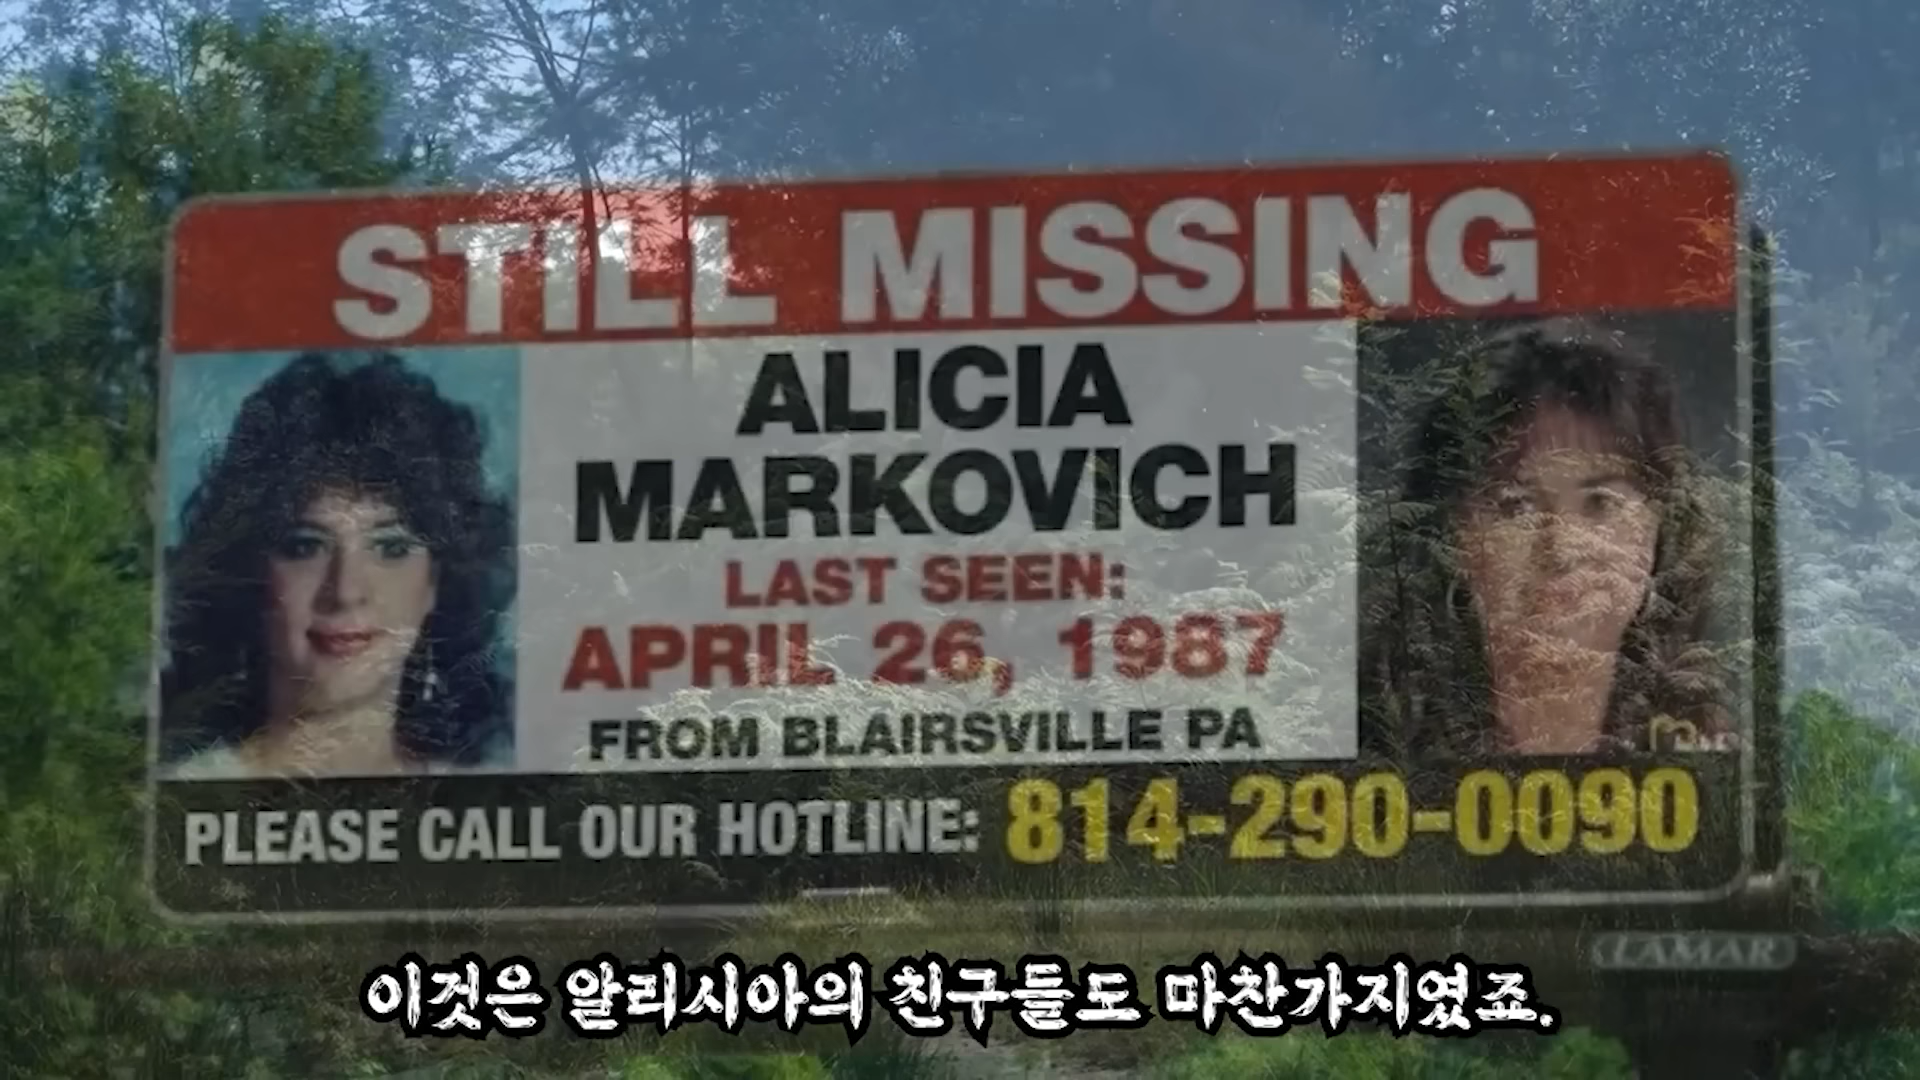 STILL MISSING
ALICIA
MARKOVICH
LAST SEEN:
APRIL 26, 1987
FROM BLAIRSVILLE PA
PLEASE CALL OUR HOTLINE: 814-290-0090
LAMAR
이것은 알리시아의 친구들도 마찬가지였죠.